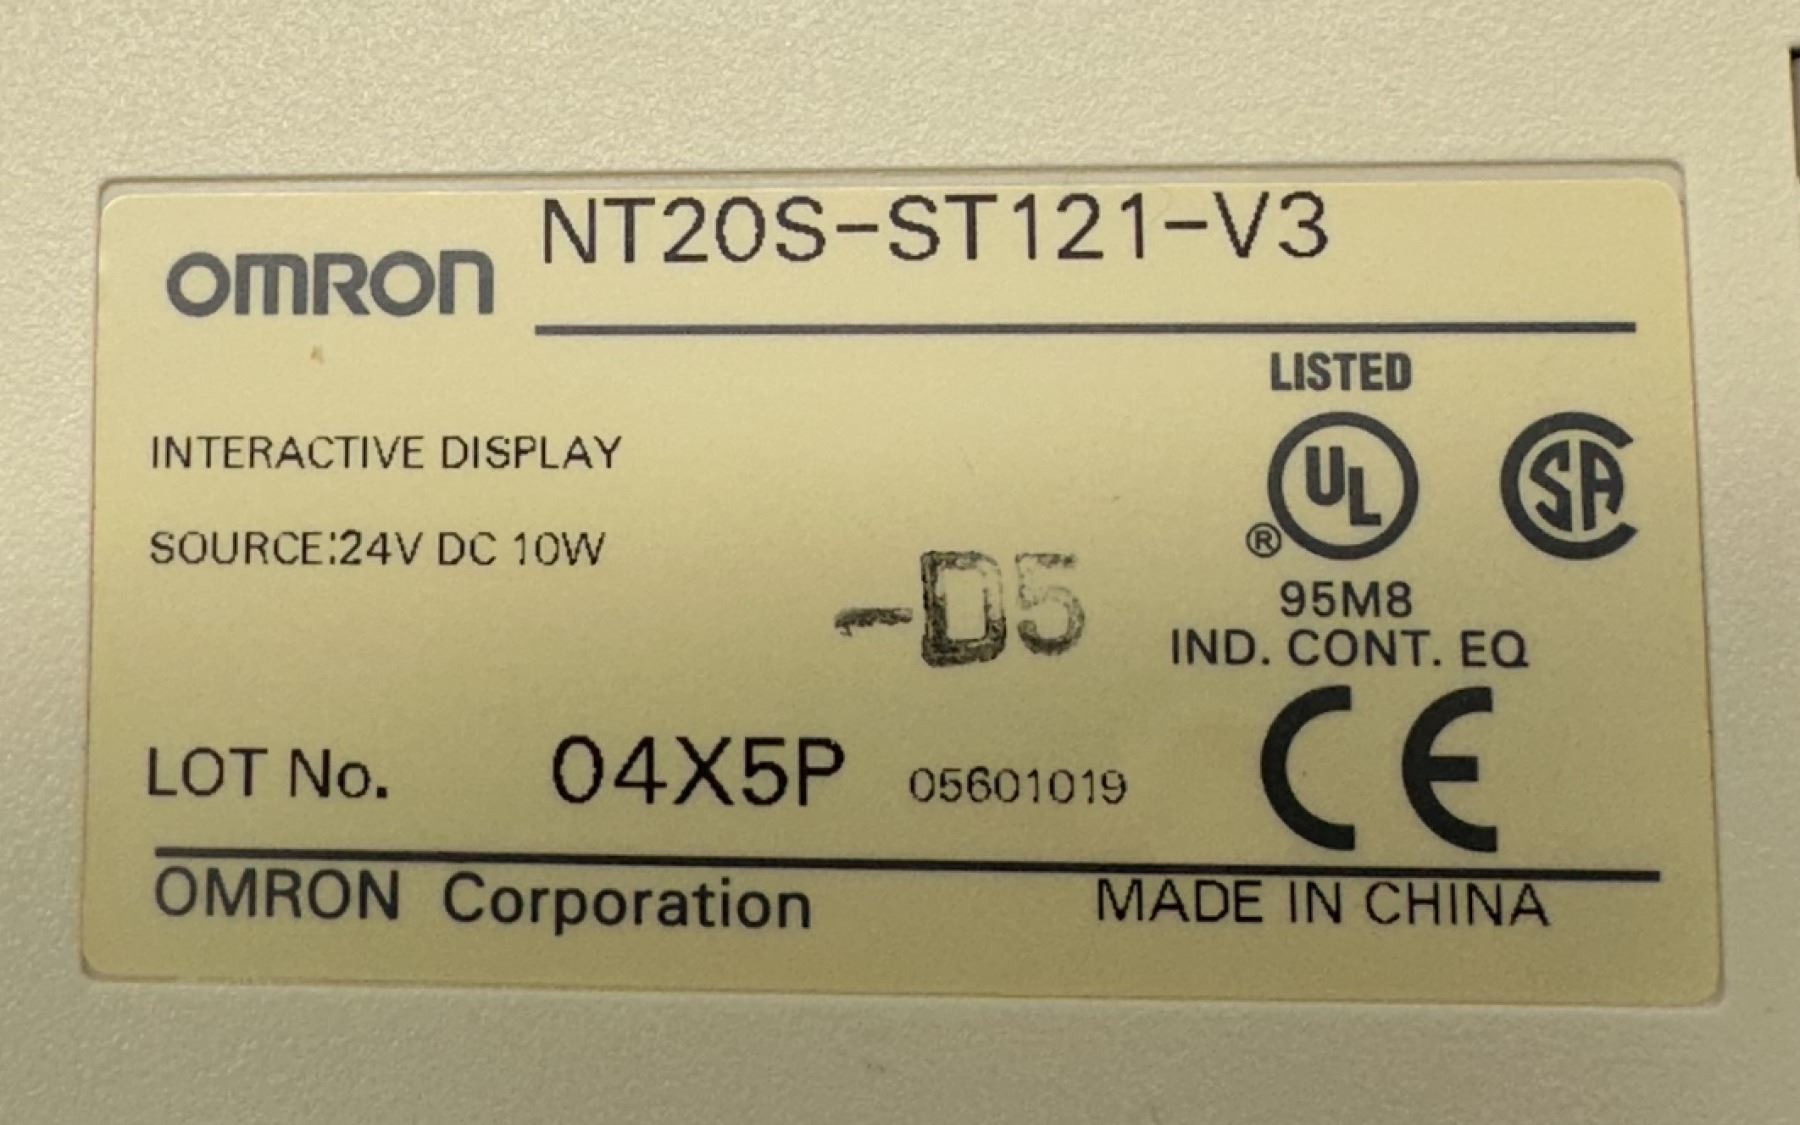 OMRON NT20S-ST121-V3
LISTED
INTERACTIVE DISPLAY
UL SA
SOURCE:24V DC 10W
®
-D5
95M8
IND. CONT. EQ
CE
LOT No. 04X5P 05601019
OMRON Corporation MADE IN CHINA